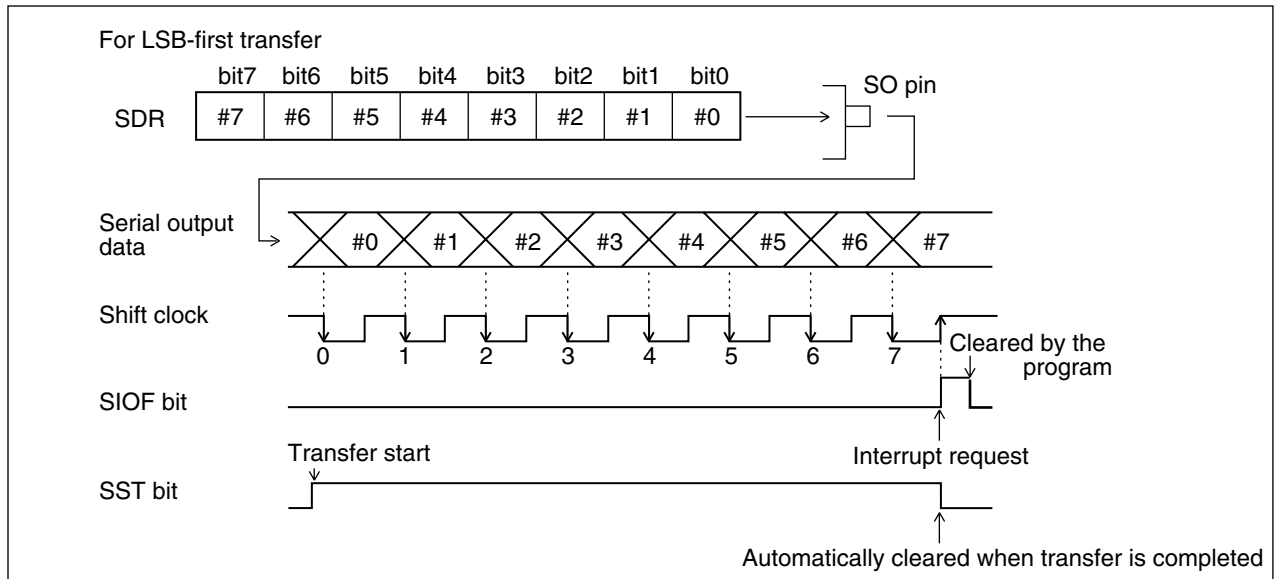 For LSB-first transfer
bit7 bit6 bit5 bit4 bit3 bit2 bit1 bit0
SO pin
SDR #7 #6 #5 #4 #3 #2 #1 #0
Serial output
data
#0 #1 #2 #3 #4 #5 #6 #7
Shift clock
0 1 2 3 4 5 6 7
Cleared by the
program
SIOF bit
Transfer start
Interrupt request
SST bit
Automatically cleared when transfer is completed